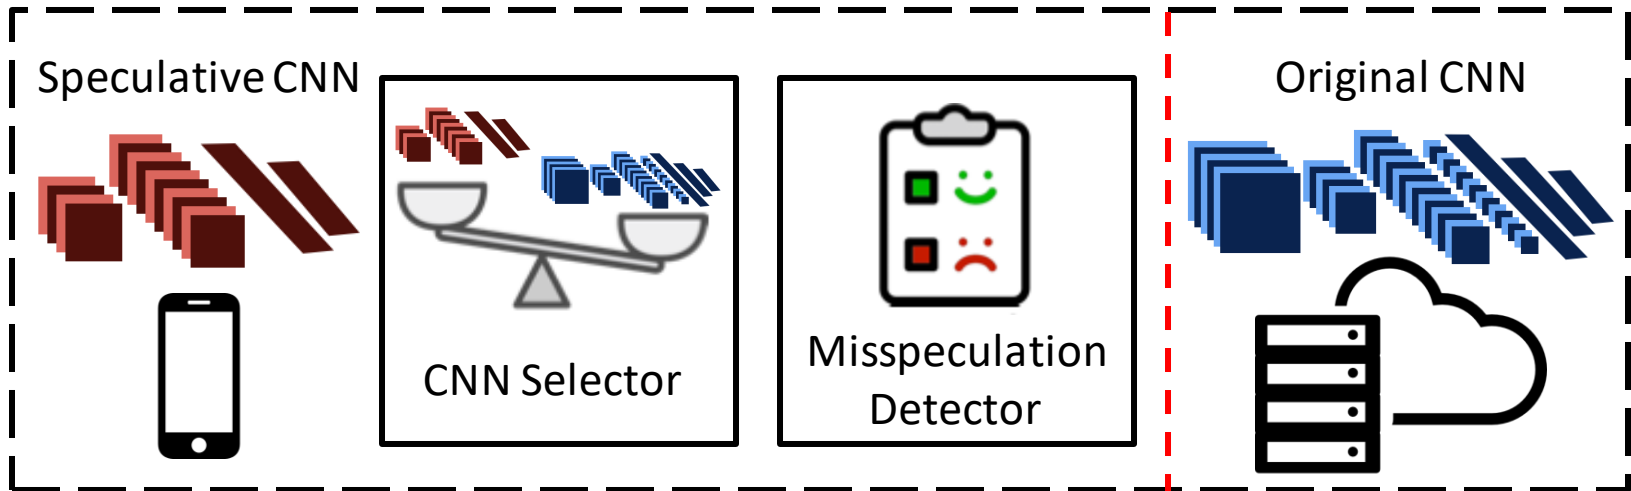 Speculative CNN
CNN Selector
Misspeculation
Detector
Original CNN